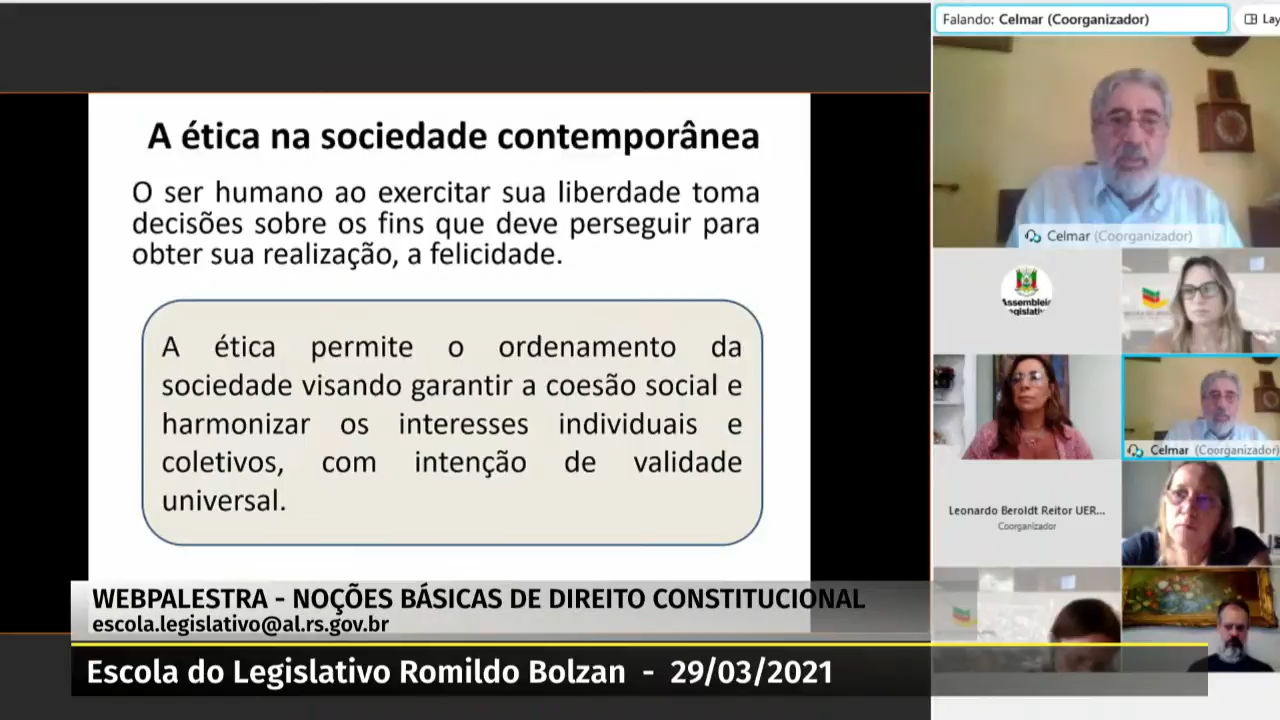 Falando: Celmar (Coorganizador)
Lay
A ética na sociedade contemporânea
O ser humano ao exercitar sua liberdade toma
decisões sobre os fins que deve perseguir para
obter sua realização, a felicidade.
A ética permite o ordenamento da
sociedade visando garantir a coesão social e
harmonizar os interesses individuais e
coletivos, com intenção de validade
universal.
Celmar (Coorganizador)
Assembleia
Legislativ
Celmar (Coorganizador)
Leonardo Beroldt Reitor UER...
Coorganizador
WEBPALESTRA - NOÇÕES BÁSICAS DE DIREITO CONSTITUCIONAL
escola.legislativo@al.rs.gov.br
Escola do Legislativo Romildo Bolzan - 29/03/2021